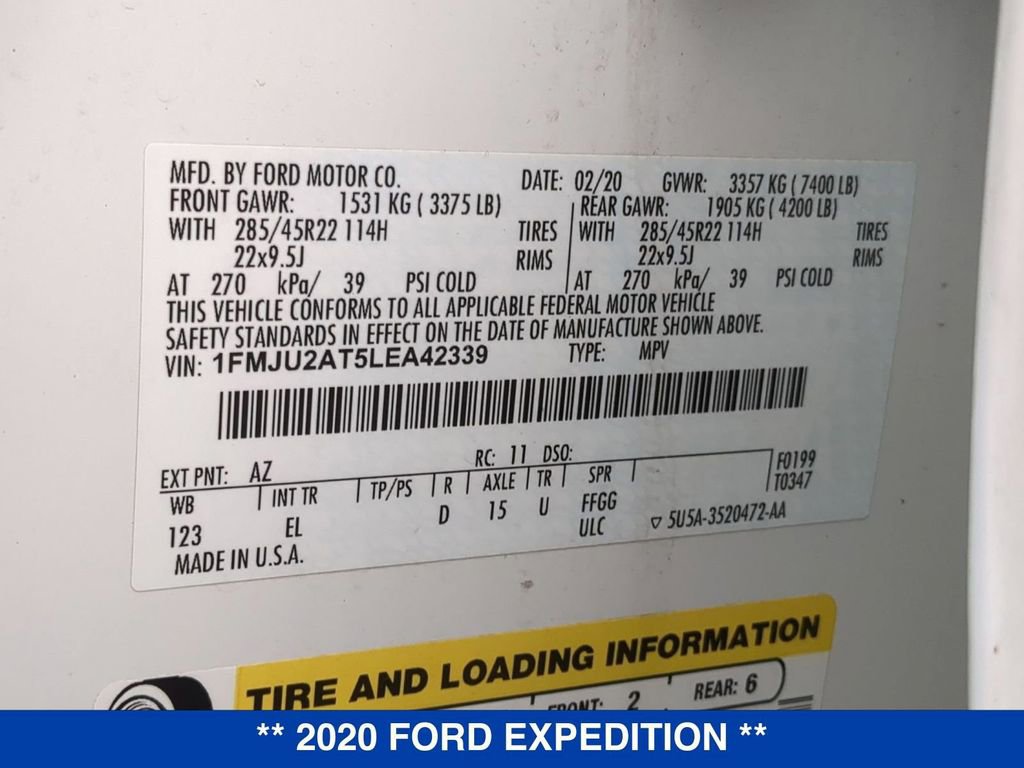 MFD. BY FORD MOTOR CO. DATE: 02/20 GVWR: 3357 KG ( 7400 LB)
FRONT GAWR: 1531 KG ( 3375 LB) REAR GAWR: 1905 KG ( 4200 LB)
WITH 285/45R22 114H TIRES WITH 285/45R22 114H TIRES
22x9.5J RIMS 22x9.5J RIMS
AT 270 kPa/ 39 PSI COLD AT 270 kPa/ 39 PSI COLD
THIS VEHICLE CONFORMS TO ALL APPLICABLE FEDERAL MOTOR VEHICLE
SAFETY STANDARDS IN EFFECT ON THE DATE OF MANUFACTURE SHOWN ABOVE.
VIN: 1FMJU2AT5LEA42339 TYPE: MPV
EXT PNT: AZ RC: 11 DSO: F0199
WB INT TR TP/PS R AXLE TR SPR T0347
123 EL D 15 U FFGG
ULC ▽ 5U5A-3520472-AA
MADE IN U.S.A.
TIRE AND LOADING INFORMATION
FRONT: 2 REAR: 6
** 2020 FORD EXPEDITION **